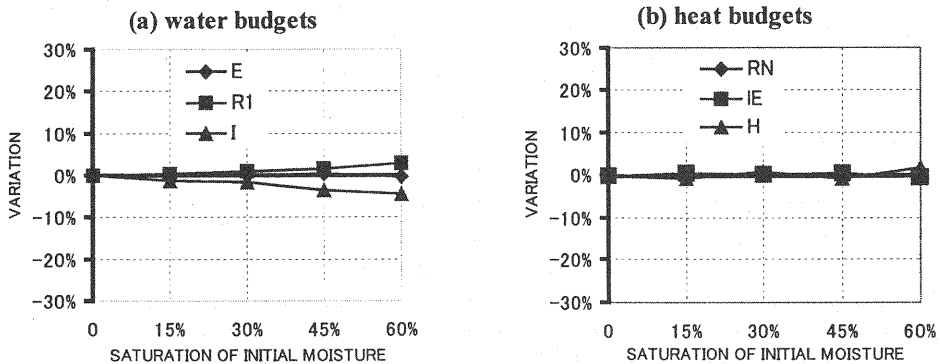 (a) water budgets
30%
20%
10%
0%
-10%
-20%
-30%
VARIATION
E
R1
I
0 15% 30% 45% 60%
SATURATION OF INITIAL MOISTURE
(b) heat budgets
30%
20%
10%
0%
-10%
-20%
-30%
VARIATION
RN
IE
H
0 15% 30% 45% 60%
SATURATION OF INITIAL MOISTURE